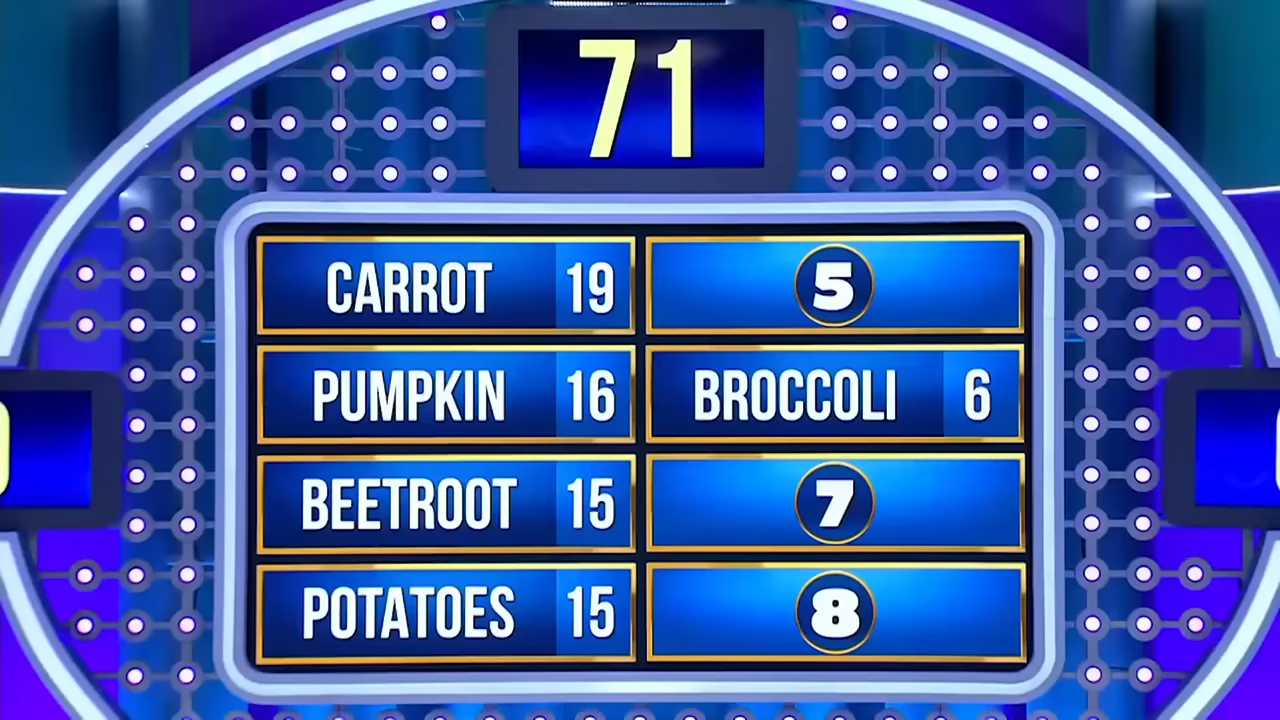 71
CARROT 19
5
PUMPKIN 16
BROCCOLI 6
BEETROOT 15
7
POTATOES 15
8